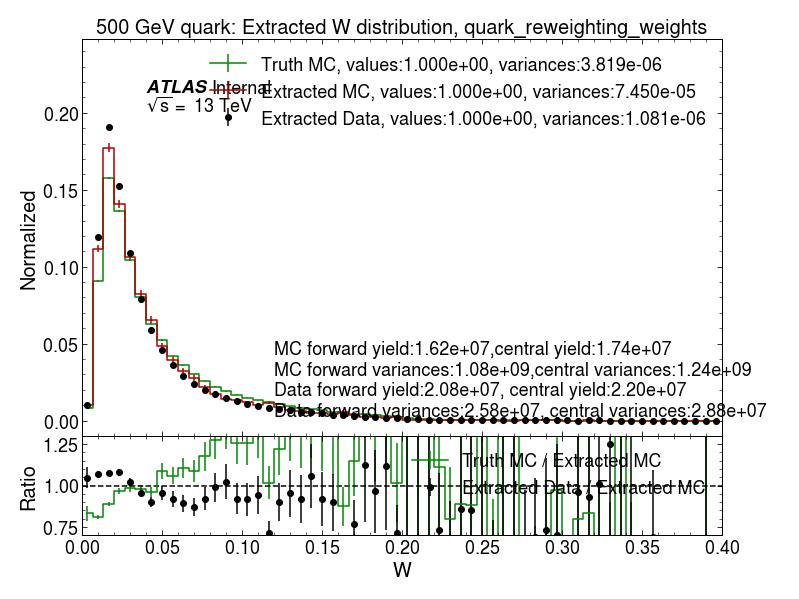 500 GeV quark: Extracted W distribution, quark_reweighting_weights
Truth MC, values:1.000e+00, variances:3.819e-06
ATLAS Internal
Extracted MC, values:1.000e+00, variances:7.450e-05
√s = 13 TeV
Extracted Data, values:1.000e+00, variances:1.081e-06
Normalized
0.20
0.15
0.10
0.05
0.00
MC forward yield:1.62e+07,central yield:1.74e+07
MC forward variances:1.08e+09,central variances:1.24e+09
Data forward yield:2.08e+07, central yield:2.20e+07
Data forward variances:2.58e+07, central variances:2.88e+07
Ratio
1.25
1.00
0.75
Truth MC / Extracted MC
Extracted Data / Extracted MC
0.00 0.05 0.10 0.15 0.20 0.25 0.30 0.35 0.40
W